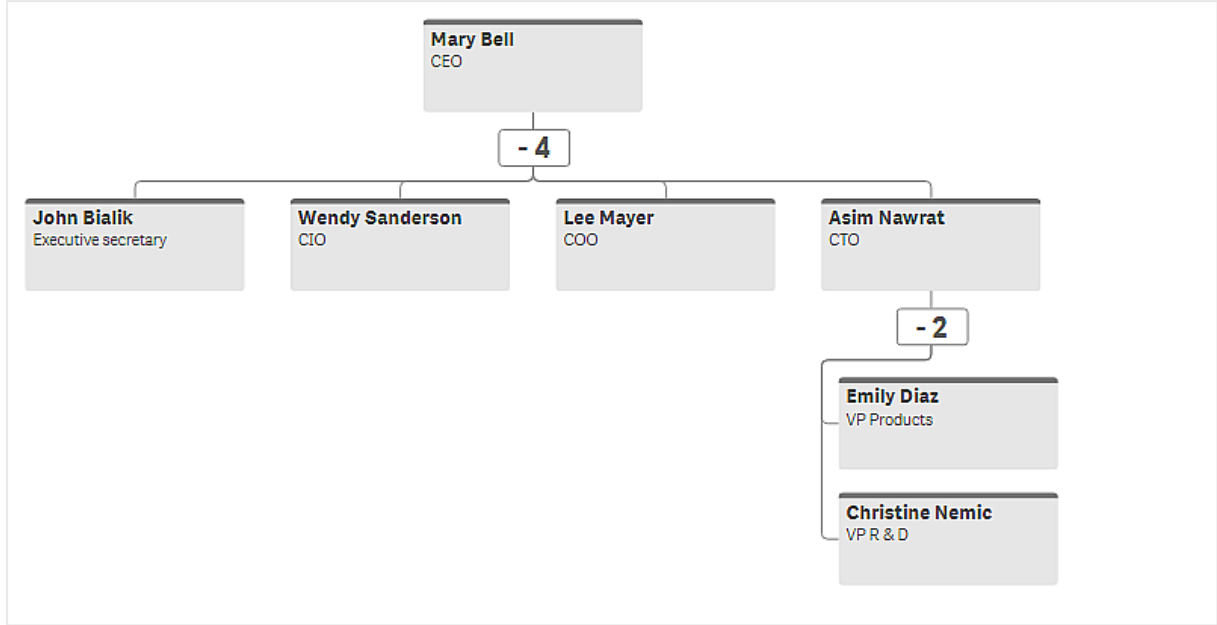 Mary Bell
CEO
- 4
John Bialik
Executive secretary
Wendy Sanderson
CIO
Lee Mayer
COO
Asim Nawrat
CTO
- 2
Emily Diaz
VP Products
Christine Nemic
VP R & D